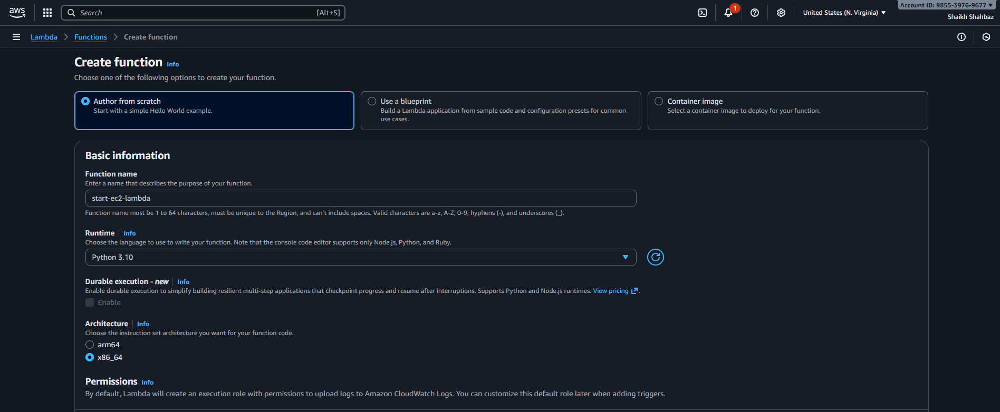 aws
Search [Alt+S]
1
United States (N. Virginia)
Account ID: 9855-3976-9677
Shaikh Shahbaz
Lambda > Functions > Create function
Create function Info
Choose one of the following options to create your function.
Author from scratch
Start with a simple Hello World example.
Use a blueprint
Build a Lambda application from sample code and configuration presets for common
use cases.
Container image
Select a container image to deploy for your function.
Basic information
Function name
Enter a name that describes the purpose of your function.
start-ec2-lambda
Function name must be 1 to 64 characters, must be unique to the Region, and can't include spaces. Valid characters are a-z, A-Z, 0-9, hyphens (-), and underscores (_).
Runtime Info
Choose the language to use to write your function. Note that the console code editor supports only Node.js, Python, and Ruby.
Python 3.10
Durable execution - new Info
Enable durable execution to simplify building resilient multi-step applications that checkpoint progress and resume after interruptions. Supports Python and Node.js runtimes. View pricing.
Enable
Architecture Info
Choose the instruction set architecture you want for your function code.
arm64
x86_64
Permissions Info
By default, Lambda will create an execution role with permissions to upload logs to Amazon CloudWatch Logs. You can customize this default role later when adding triggers.